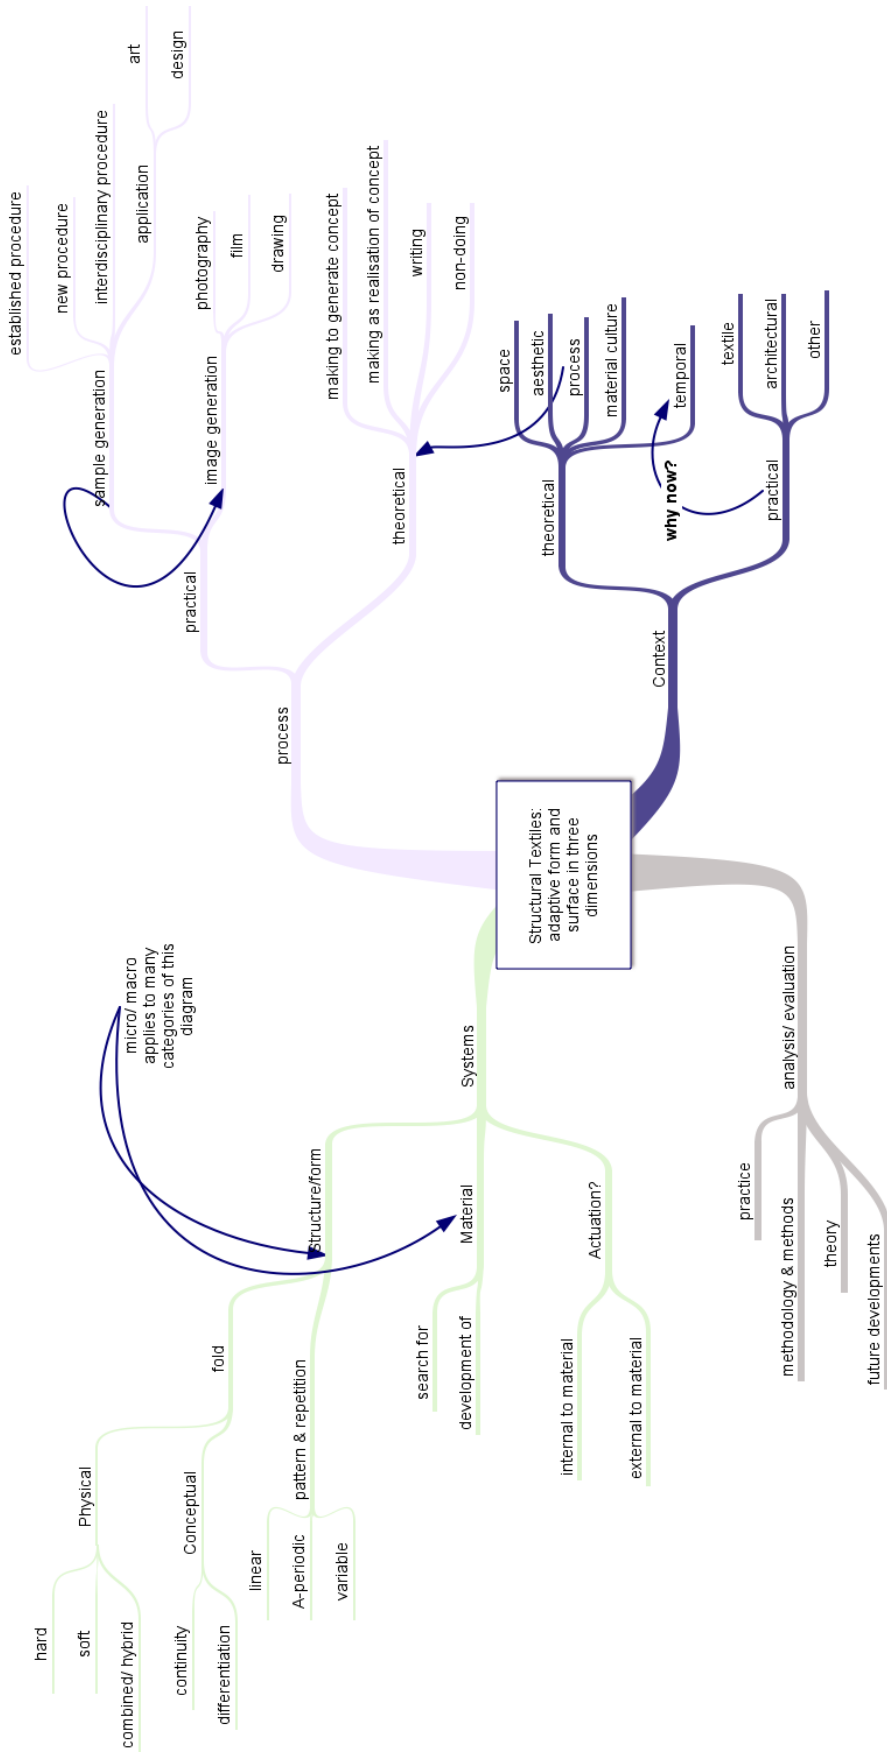 Structural Textiles:
adaptive form and
surface in three
dimensions
process
practical
sample generation
established procedure
new procedure
interdisciplinary procedure
application
art
design
image generation
photography
film
drawing
theoretical
making to generate concept
making as realisation of concept
writing
non-doing
Context
theoretical
space
aesthetic
process
material culture
temporal
why now?
practical
textile
architectural
other
micro/ macro
applies to many
categories of this
diagram
Systems
Structure/form
fold
Physical
hard
soft
combined/ hybrid
Conceptual
continuity
differentiation
pattern & repetition
linear
A-periodic
variable
Material
search for
development of
Actuation?
internal to material
external to material
analysis/ evaluation
practice
methodology & methods
theory
future developments